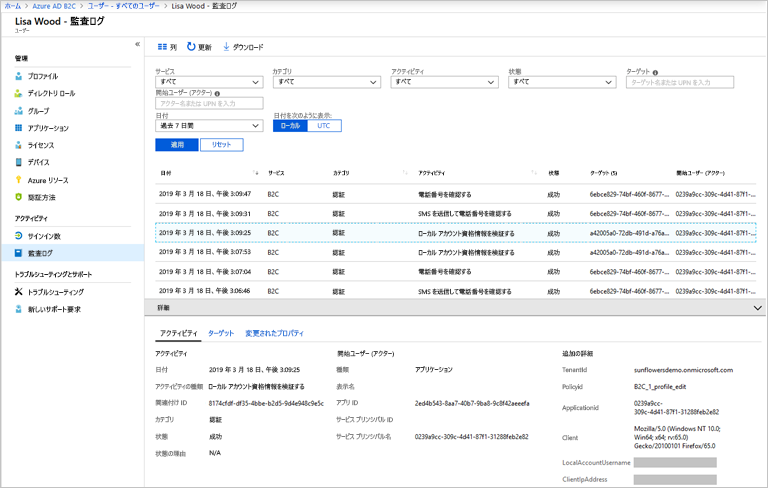 ホーム > Azure AD B2C > ユーザー - すべてのユーザー > Lisa Wood - 監査ログ
Lisa Wood - 監査ログ
ユーザー
管理
プロファイル
ディレクトリ ロール
グループ
アプリケーション
ライセンス
デバイス
Azure リソース
認証方法
アクティビティ
サインイン数
監査ログ
トラブルシューティングとサポート
トラブルシューティング
新しいサポート要求
列 更新 ダウンロード
サービス カテゴリ アクティビティ 状態 ターゲット
すべて すべて すべて すべて ターゲット名または UPN を入力
開始ユーザー (アクター)
アクター名または UPN を入力
日付 日付を次のように表示:
過去 7 日間 ローカル UTC
適用 リセット
日付 サービス カテゴリ アクティビティ 状態 ターゲット (S) 開始ユーザー (アクター)
2019 年 3 月 18 日、午後 3:09:47 B2C 認証 電話番号を確認する 成功 6ebce829-74bf-460f-8677-... 0239a9cc-309c-4d41-87f1-...
2019 年 3 月 18 日、午後 3:09:31 B2C 認証 SMS を送信して電話番号を確認する 成功 6ebce829-74bf-460f-8677-... 0239a9cc-309c-4d41-87f1-...
2019 年 3 月 18 日、午後 3:09:25 B2C 認証 ローカル アカウント資格情報を検証する 成功 a42005a0-72db-491d-a76a... 0239a9cc-309c-4d41-87f1-...
2019 年 3 月 18 日、午後 3:07:53 B2C 認証 ローカル アカウント資格情報を検証する 成功 a42005a0-72db-491d-a76a... 0239a9cc-309c-4d41-87f1-...
2019 年 3 月 18 日、午後 3:07:04 B2C 認証 電話番号を確認する 成功 6ebce829-74bf-460f-8677-... 0239a9cc-309c-4d41-87f1-...
2019 年 3 月 18 日、午後 3:06:46 B2C 認証 SMS を送信して電話番号を確認する 成功 6ebce829-74bf-460f-8677-... 0239a9cc-309c-4d41-87f1-...
詳細
アクティビティ ターゲット 変更されたプロパティ
アクティビティ
日付 2019 年 3 月 18 日、午後 3:09:25
アクティビティの種類 ローカル アカウント資格情報を検証する
関連付け ID 8174cfdf-df35-4bbe-b2d5-9d4e948c9e5c
カテゴリ 認証
状態 成功
状態の理由 N/A
開始ユーザー (アクター)
種類 アプリケーション
表示名
アプリ ID 2ed4b543-8aa7-40b7-9ba8-9c8f42aeeefa
サービス プリンシパル ID
サービス プリンシパル名 0239a9cc-309c-4d41-87f1-31288feb2e82
追加の詳細
TenantId sunflowersdemo.onmicrosoft.com
PolicyId B2C_1_profile_edit
ApplicationId 0239a9cc-
309c-4d41-87f1-31288feb2e82
Client Mozilla/5.0 (Windows NT 10.0;
Win64; x64; rv:65.0)
Gecko/20100101 Firefox/65.0
LocalAccountUsername
ClientIpAddress